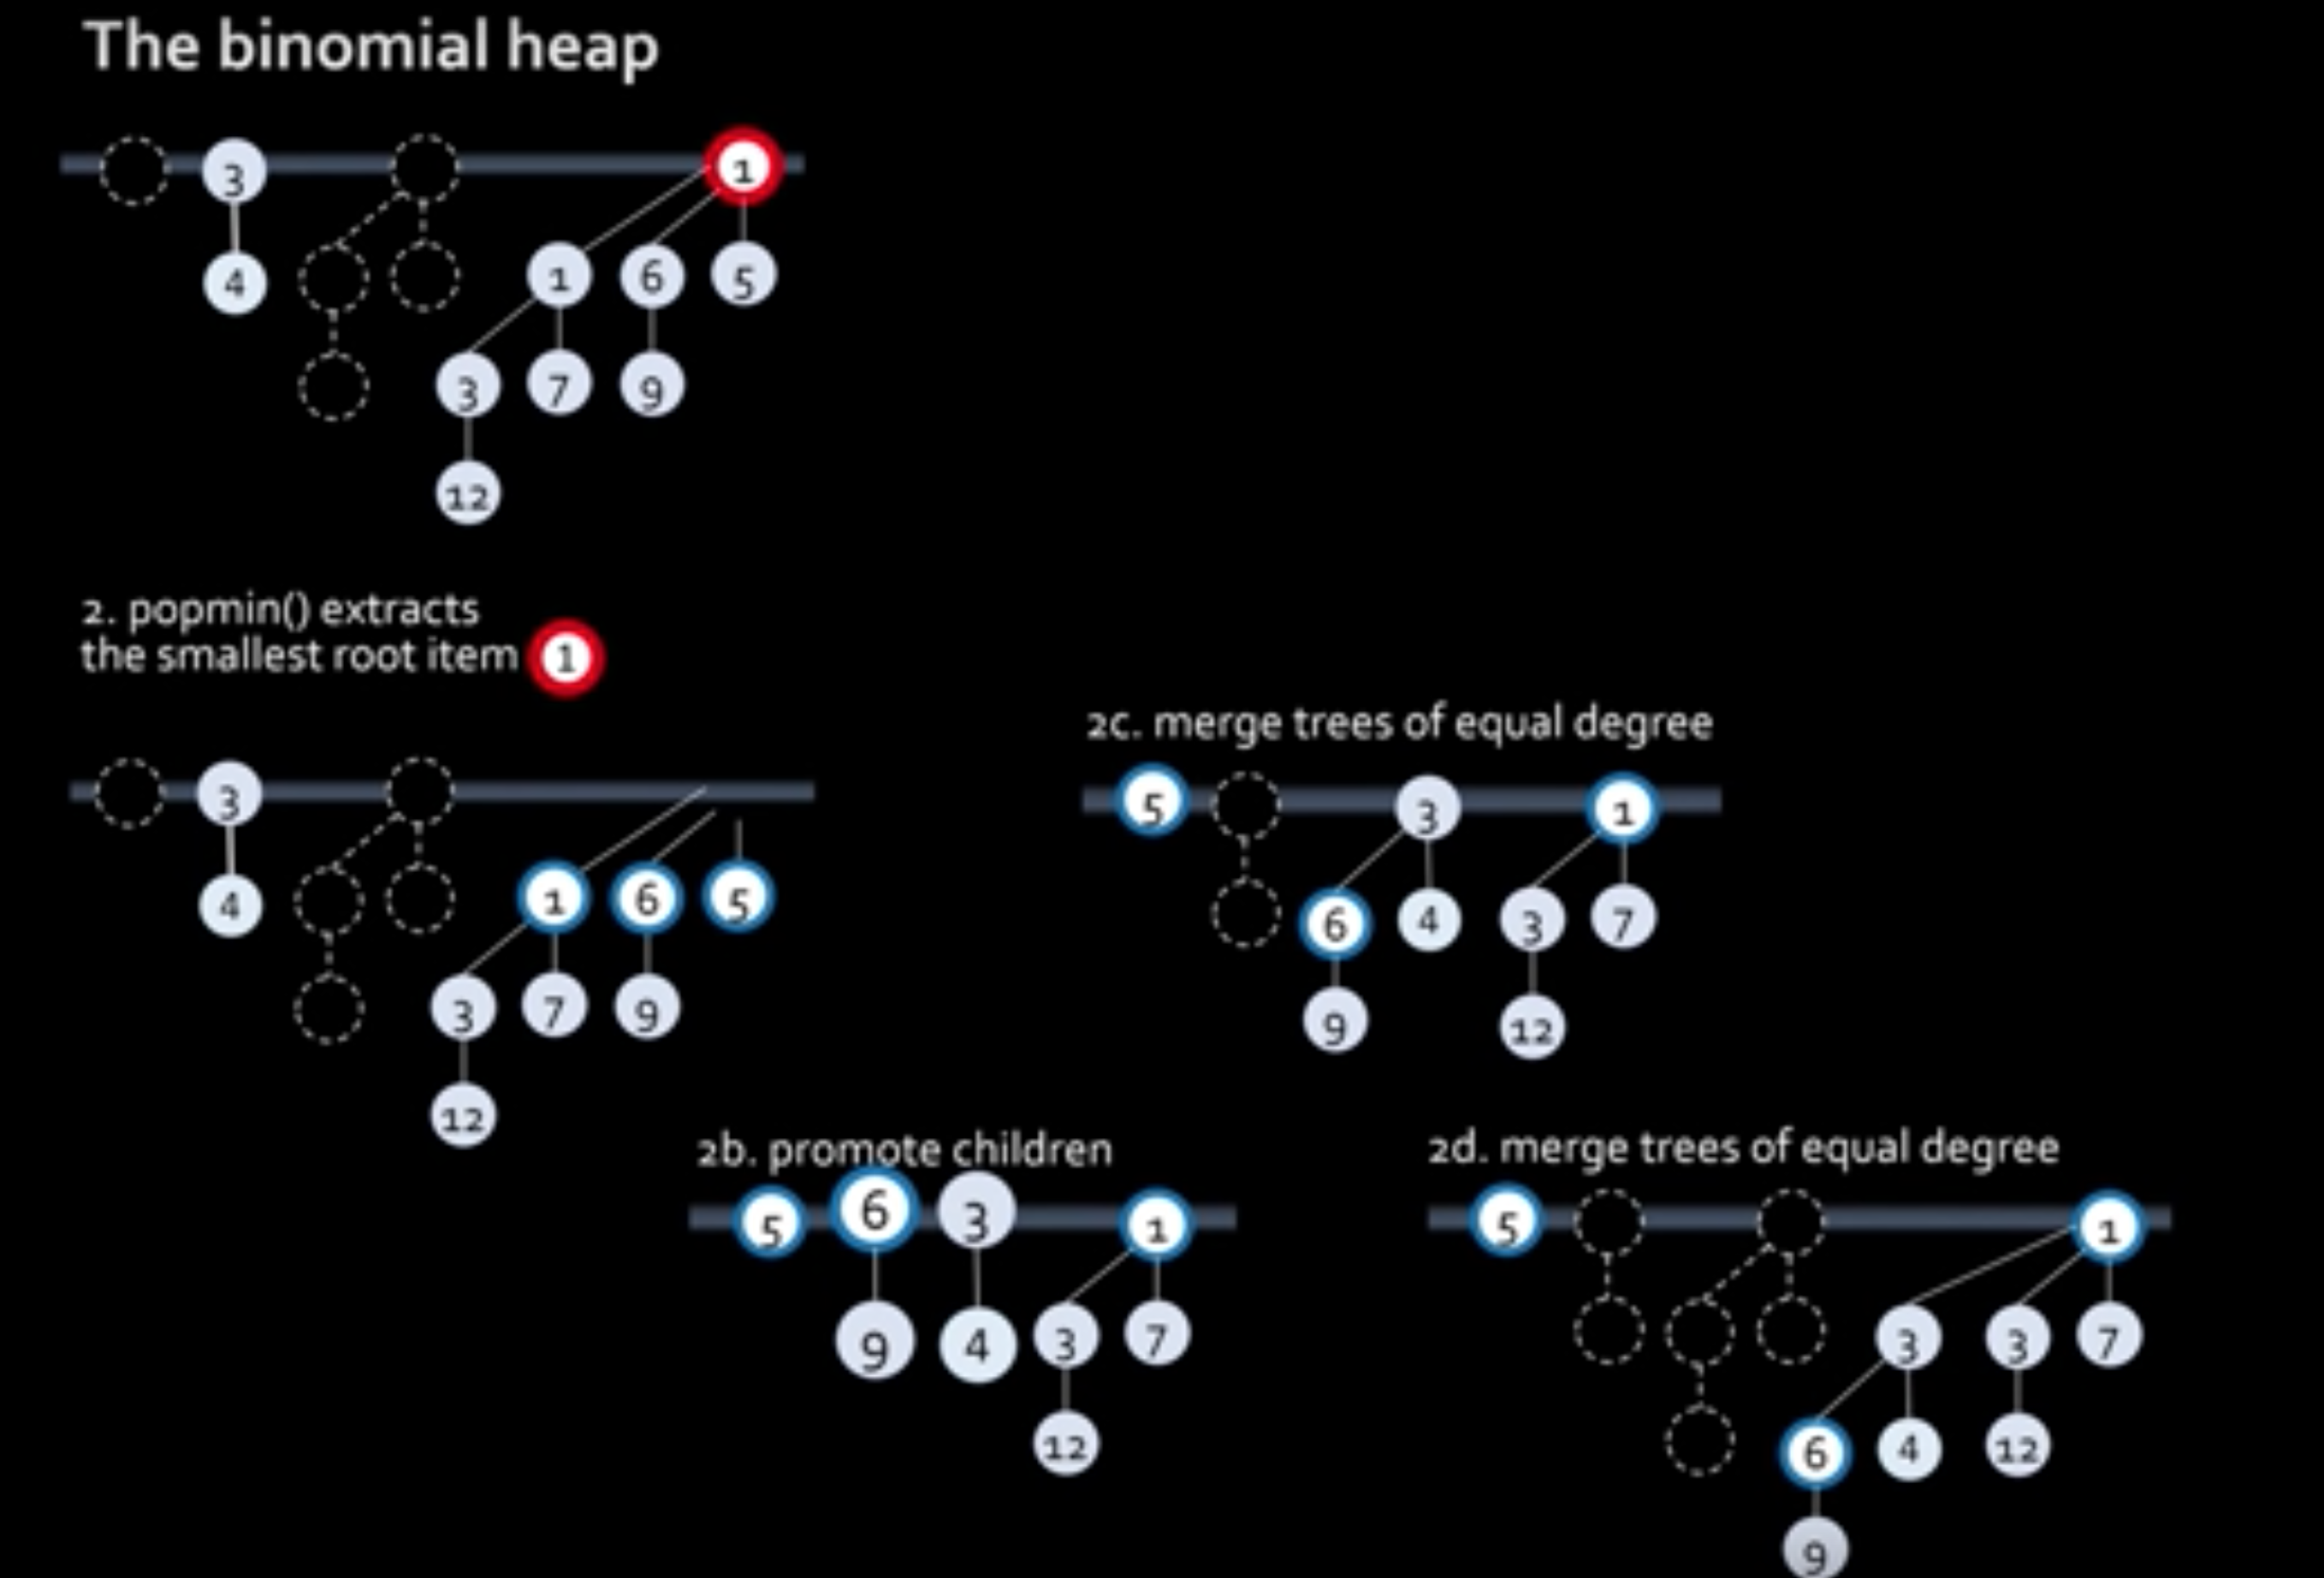 The binomial heap
3 1
4 1 6 5
3 7 9
12
2. popmin() extracts
the smallest root item 1
3
4 1 6 5
3 7 9
12
2b. promote children
5 6 3 1
9 4 3 7
12
2c. merge trees of equal degree
5 3 1
6 4 3 7
9 12
2d. merge trees of equal degree
5 1
3 3 7
6 4 12
9